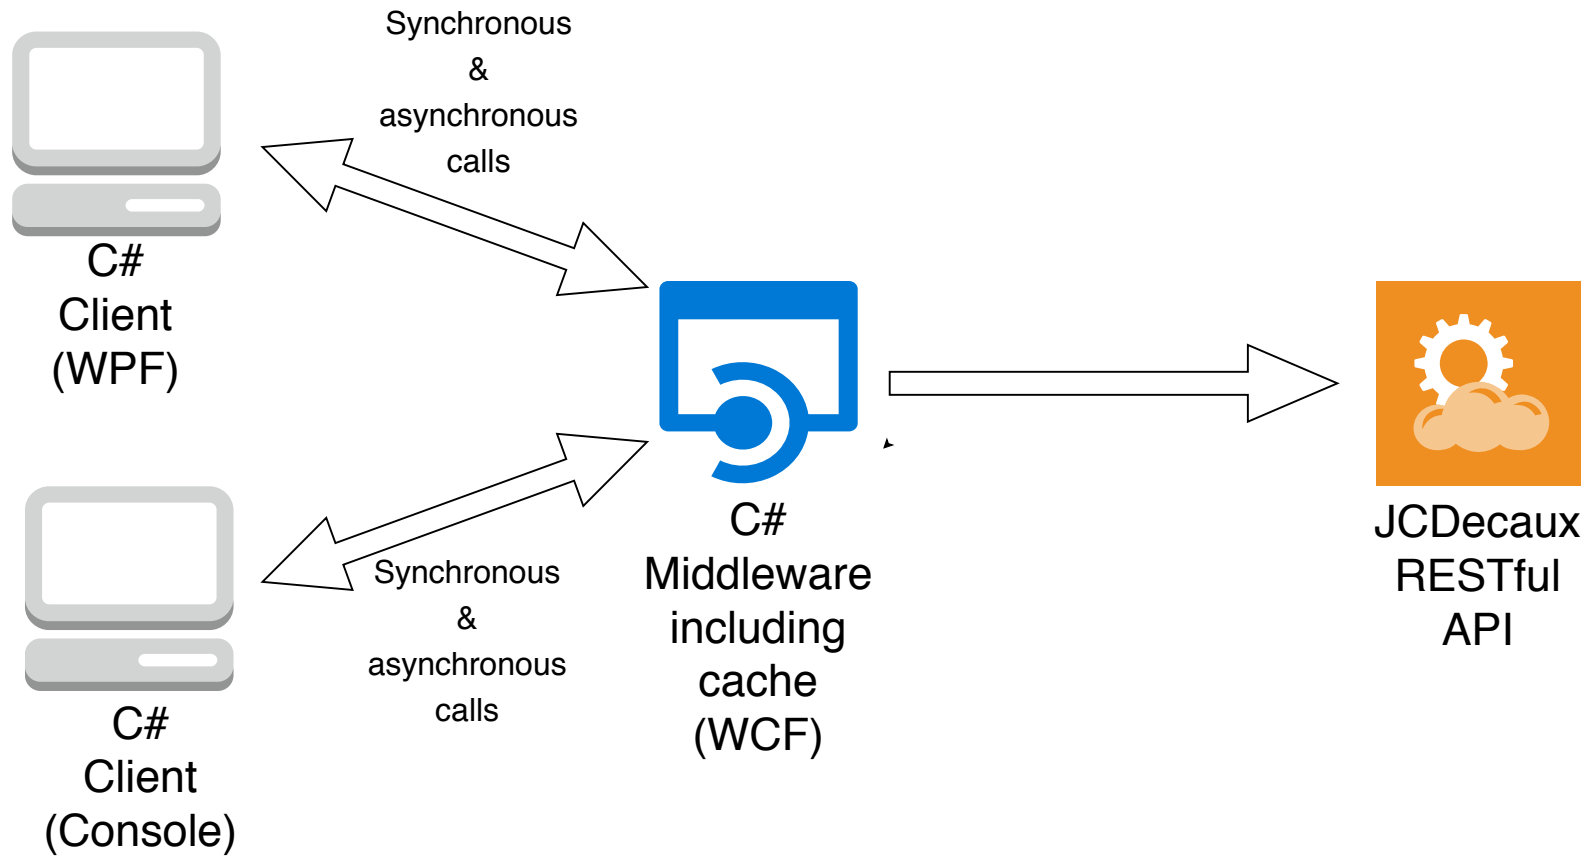 Synchronous
&
asynchronous
calls
C#
Client
(WPF)
Synchronous
&
asynchronous
calls
C#
Client
(Console)
C#
Middleware
including
cache
(WCF)
JCDecaux
RESTful
API